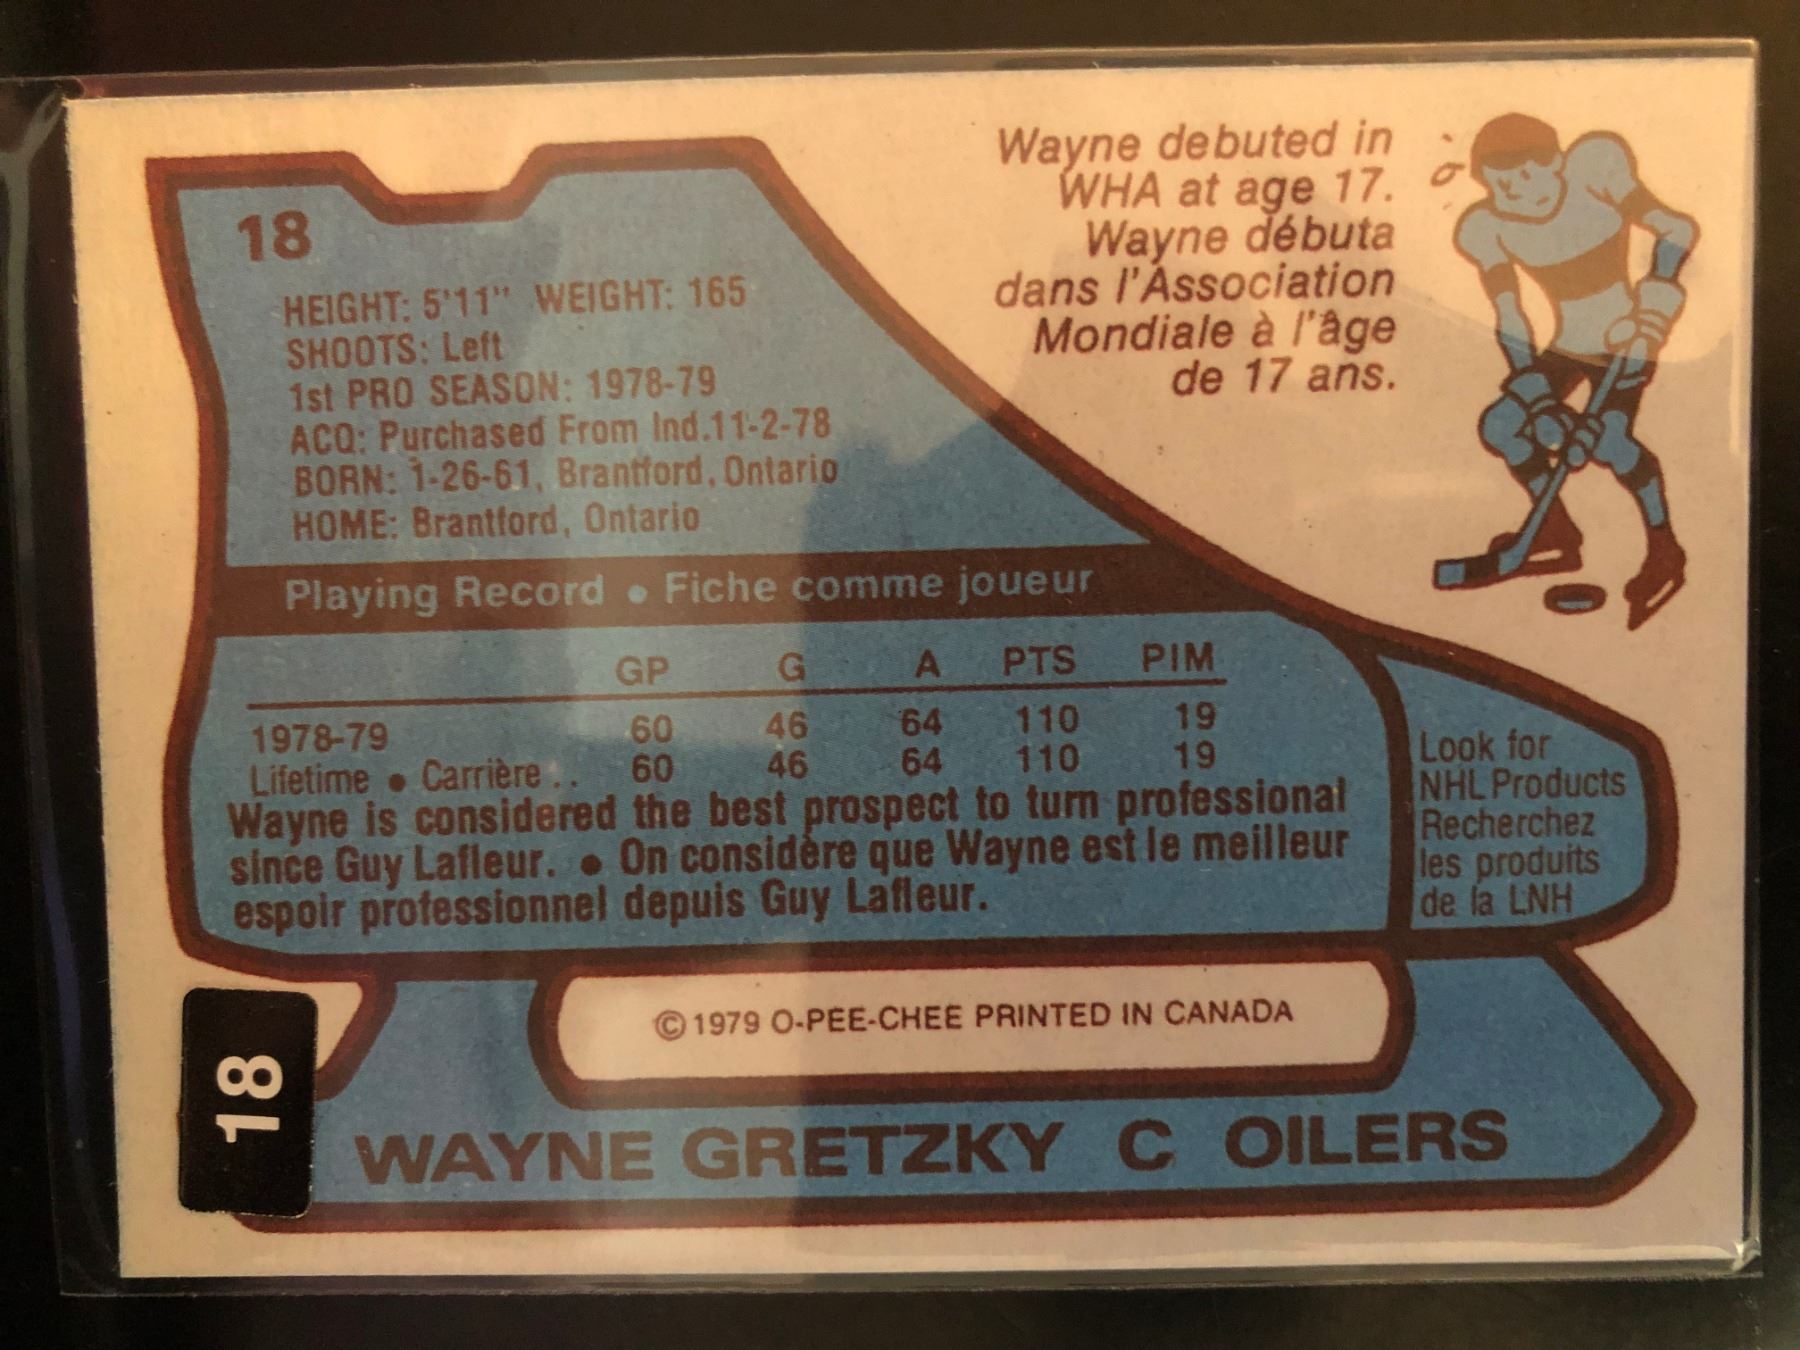 18
HEIGHT: 5'11" WEIGHT: 165
SHOOTS: Left
1st PRO SEASON: 1978-79
ACQ: Purchased From Ind.11-2-78
BORN: 1-26-61, Brantford, Ontario
HOME: Brantford, Ontario
Wayne debuted in
WHA at age 17.
Wayne débuta
dans l'Association
Mondiale à l'âge
de 17 ans.
Playing Record • Fiche comme joueur
GP G A PTS PIM
1978-79 60 46 64 110 19
Lifetime • Carrière .. 60 46 64 110 19
Wayne is considered the best prospect to turn professional
since Guy Lafleur. • On considère que Wayne est le meilleur
espoir professionnel depuis Guy Lafleur.
Look for
NHL Products
Recherchez
les produits
de la LNH
© 1979 O-PEE-CHEE PRINTED IN CANADA
18
WAYNE GRETZKY C OILERS